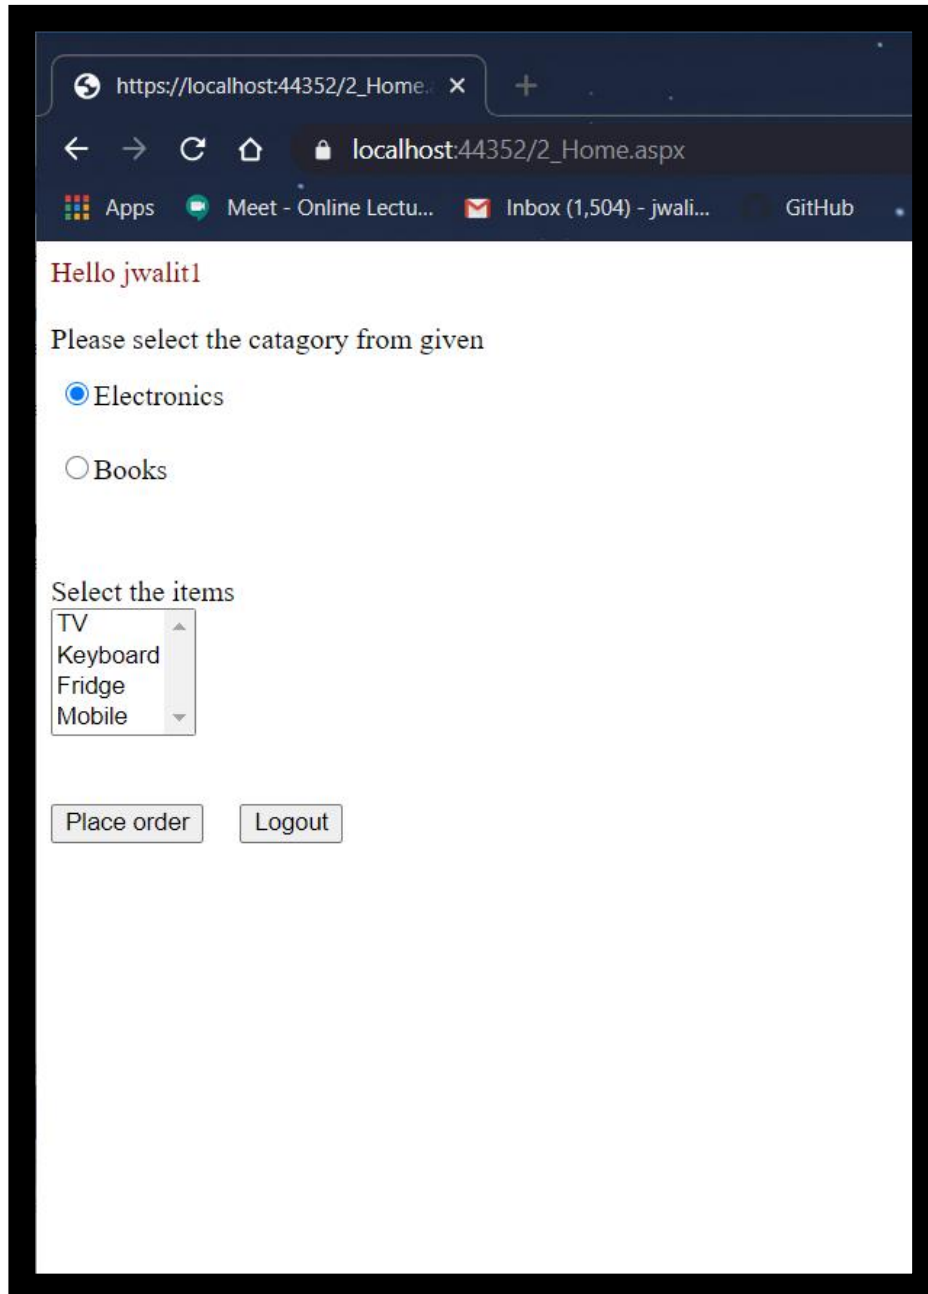 https://localhost:44352/2_Home.
localhost:44352/2_Home.aspx
Apps Meet - Online Lectu... Inbox (1,504) - jwali... GitHub
Hello jwalit1
Please select the catagory from given
Electronics
Books
Select the items
TV
Keyboard
Fridge
Mobile
Place order Logout